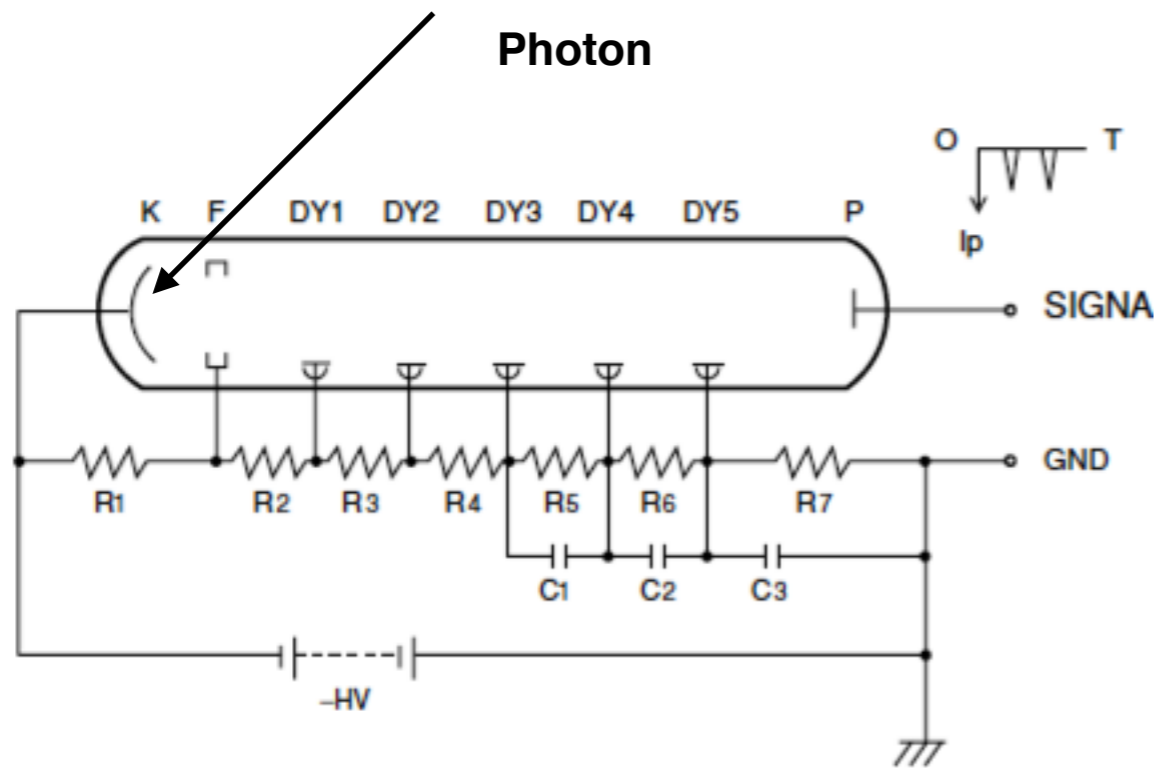 Photon
O T
Ip
K F DY1 DY2 DY3 DY4 DY5 P
SIGNA
GND
R1 R2 R3 R4 R5 R6 R7
C1 C2 C3
–HV